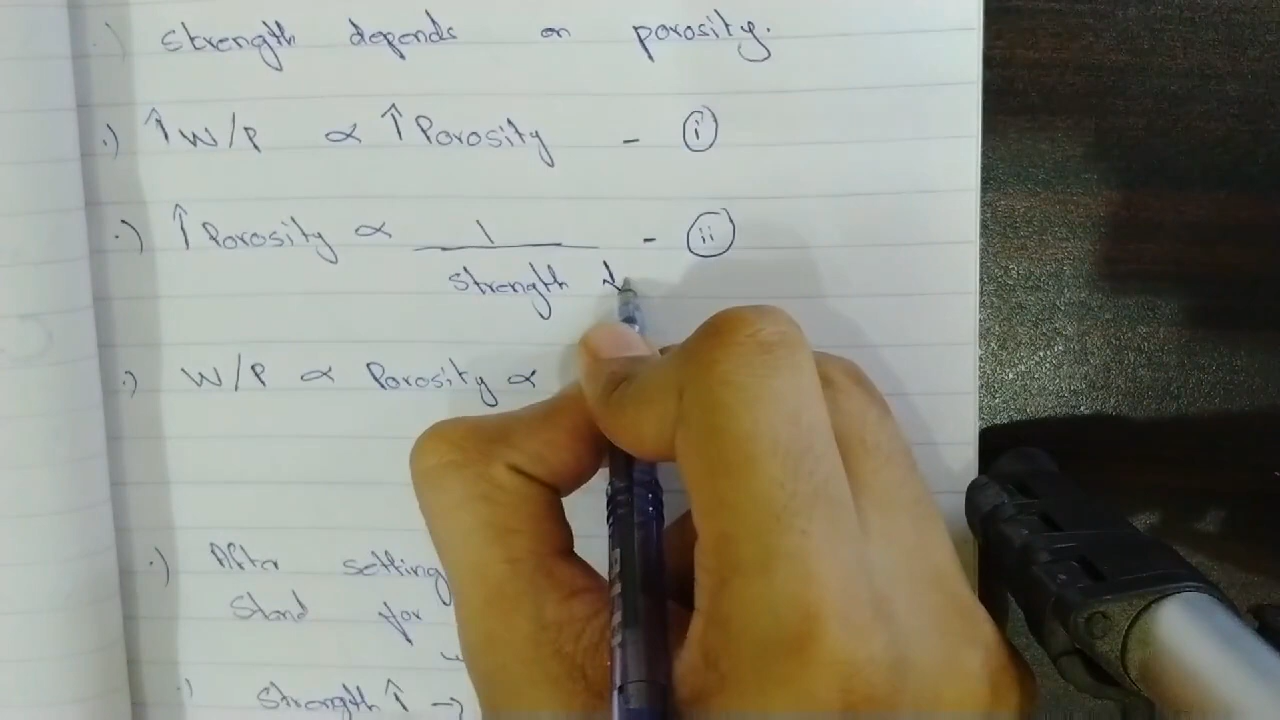 .) Strength depends on porosity.
.) ↑ W/P ∝ ↑ Porosity - (i)
.) ↑ Porosity ∝ 1 - (ii)
Strength ↓
.) W/P ∝ Porosity ∝
.) After setting
Stand for
.) Strength ↑ →